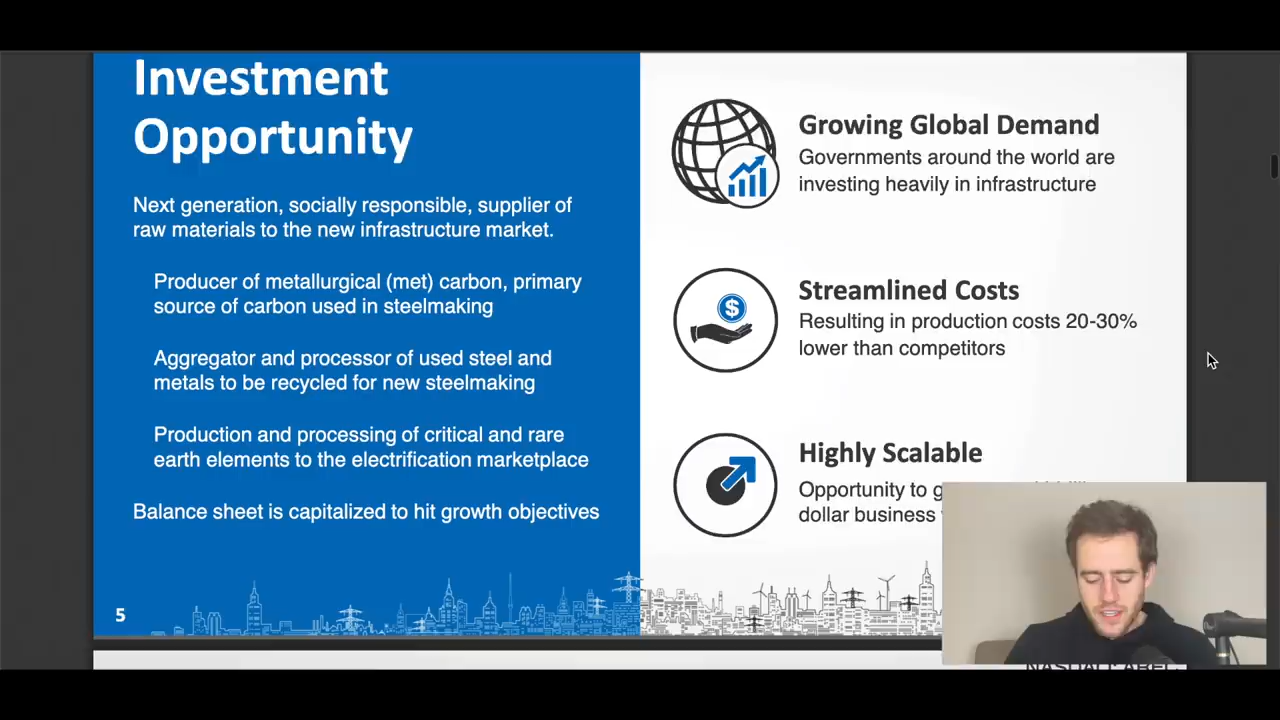 Investment
Opportunity
Next generation, socially responsible, supplier of
raw materials to the new infrastructure market.
Producer of metallurgical (met) carbon, primary
source of carbon used in steelmaking
Aggregator and processor of used steel and
metals to be recycled for new steelmaking
Production and processing of critical and rare
earth elements to the electrification marketplace
Balance sheet is capitalized to hit growth objectives
5
Growing Global Demand
Governments around the world are
investing heavily in infrastructure
$
Streamlined Costs
Resulting in production costs 20-30%
lower than competitors
Highly Scalable
Opportunity to
dollar business